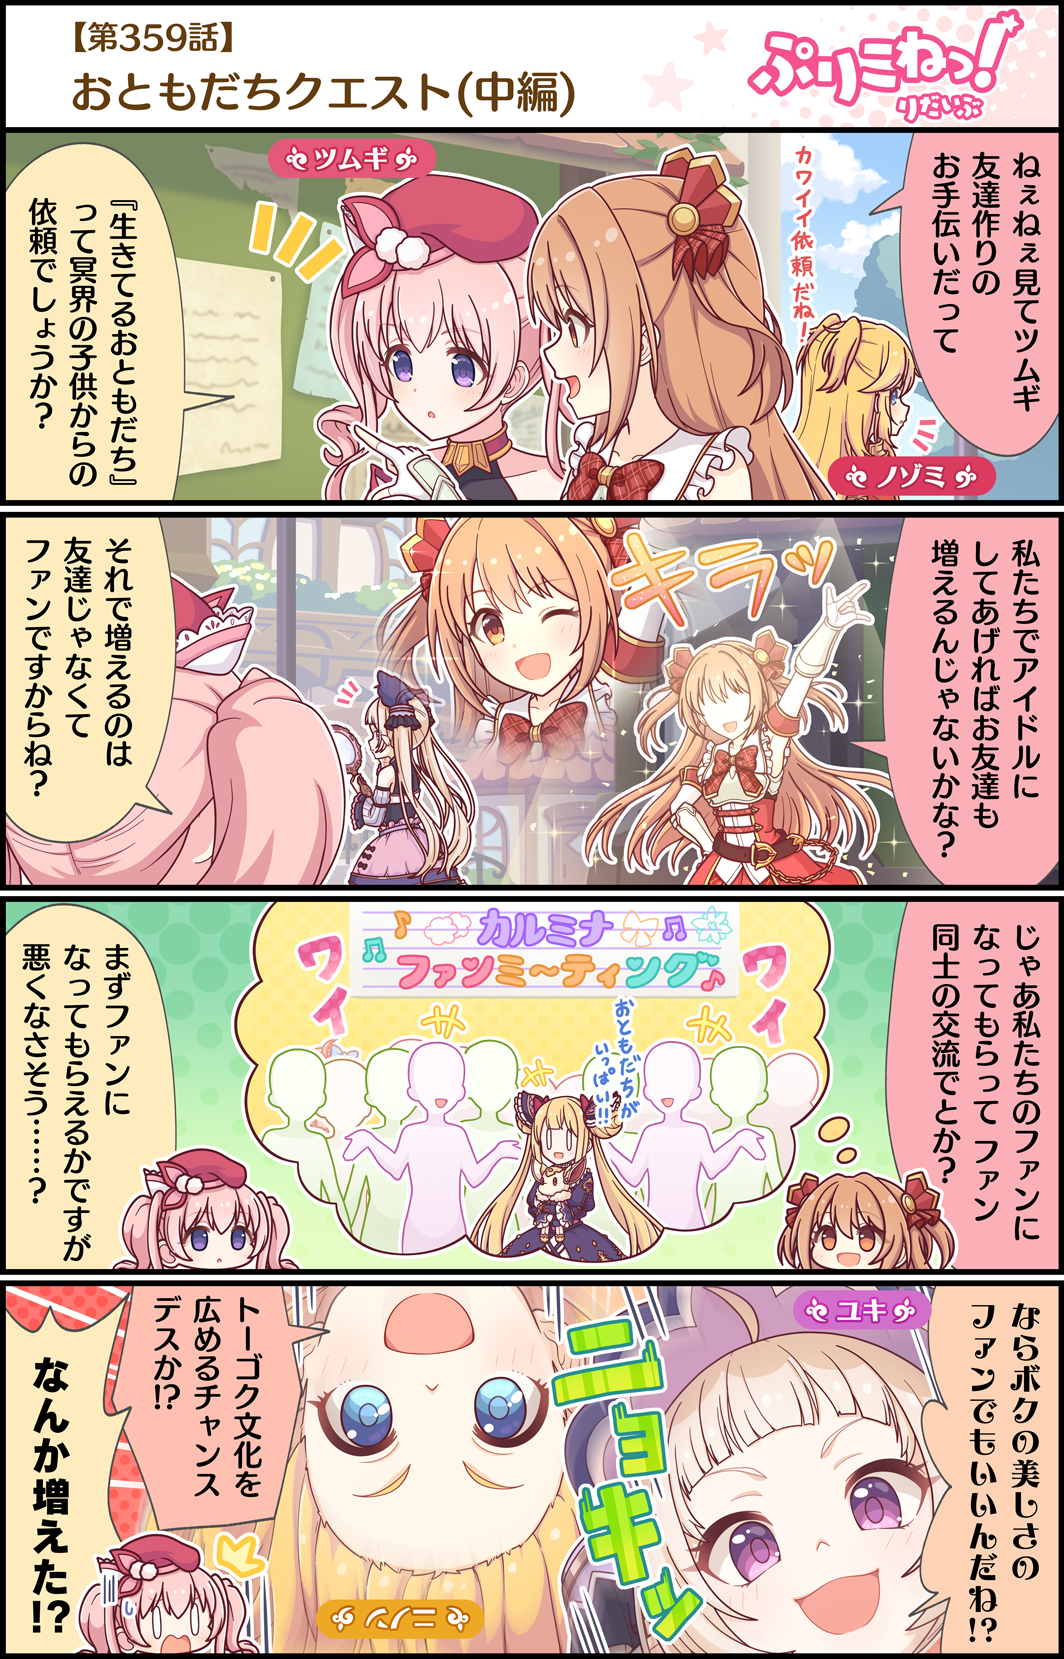 【第359話】
おともだちクエスト(中編)
ぷりこねっ！
りだいぶ
ねぇねぇ見てツムギ
友達作りの
お手伝いだって
カワイイ依頼だね！
ツムギ
ノゾミ
『生きてるおともだち』
って冥界の子供からの
依頼でしょうか？
私たちでアイドルに
してあげればお友達も
増えるんじゃないかな？
キラッ
それで増えるのは
友達じゃなくて
ファンですからね？
じゃあ私たちのファンに
なってもらって ファン
同士の交流でとか？
カルミナ
ファンミ～ティング
ワイ
ワイ
おともだちが
いっぱい!!
まずファンに
なってもらえるかですが
悪くなさそう………？
ならボクの美しさの
ファンでもいいんだね!?
ユキ
ニョキッ
トーゴク文化を
広めるチャンス
デスか!?
ニノン
なんか増えた!?